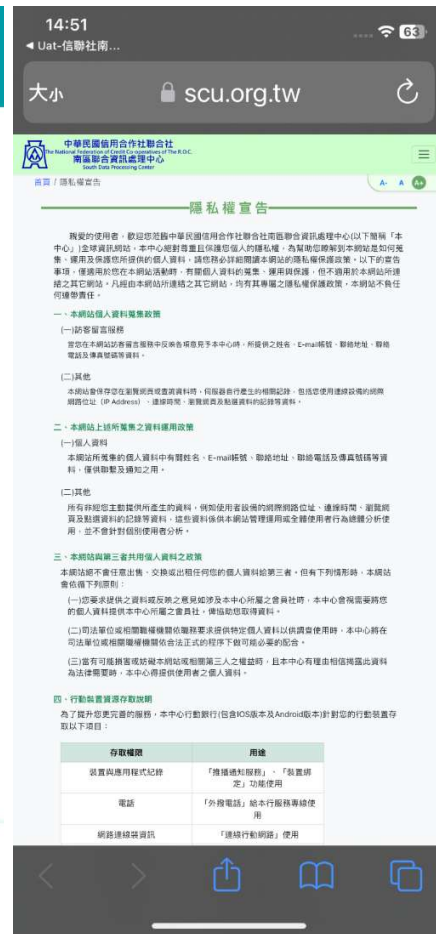 14:51
63
◀ Uat-信聯社南...
大小
scu.org.tw
中華民國信用合作社聯合社
The National Federation of Credit Co-operatives of The R.O.C.
南區聯合資訊處理中心
South Data Processing Center
首頁 / 隱私權宣告
A- A A+
隱私權宣告
親愛的使用者,歡迎您蒞臨中華民國信用合作社聯合社南區聯合資訊處理中心(以下簡稱「本
中心」)全球資訊網站,本中心絕對尊重且保護您個人的隱私權,為幫助您瞭解到本網站是如何蒐
集、運用及保護您所提供的個人資料,請您務必詳細閱讀本網站的隱私權保護政策。以下的宣告
事項,僅適用於您在本網站活動時,有關個人資料的蒐集、運用與保護,但不適用於本網站所連
結之其它網站。凡經由本網站所連結之其它網站,均有其專屬之隱私權保護政策,本網站不負任
何連帶責任。
一、本網站個人資料蒐集政策
(一)訪客留言服務
當您在本網站訪客留言服務中反映各項意見予本中心時,所提供之姓名、E-mail帳號、聯絡地址、聯絡
電話及傳真號碼等資料。
(二)其他
本網站會保存您在瀏覽網頁或查詢資料時,伺服器自行產生的相關記錄,包括您使用連線設備的網際
網路位址 (IP Address)、連線時間、瀏覽網頁及點選資料的記錄等資料。
二、本網站上述所蒐集之資料運用政策
(一)個人資料
本網站所蒐集的個人資料中有關姓名、E-mail帳號、聯絡地址、聯絡電話及傳真號碼等資
料,僅供聯繫及通知之用。
(二)其他
所有非經您主動提供所產生的資料,例如使用者設備的網際網路位址、連線時間、瀏覽網
頁及點選資料的記錄等資料,這些資料係供本網站管理運用或全體使用者行為總體分析使
用,並不會針對個別使用者分析。
三、本網站與第三者共用個人資料之政策
本網站絕不會任意出售、交換或出租任何您的個人資料給第三者。但有下列情形時,本網站
會依循下列原則:
(一)您要求提供之資料或反映之意見如涉及本中心所屬之會員社時,本中心會視需要將您
的個人資料提供本中心所屬之會員社,俾協助您取得資料。
(二)司法單位或相關職權機關依職務要求提供特定個人資料以供調查使用時,本中心將在
司法單位或相關職權機關依合法正式的程序下做可能必要的配合。
(三)當有可能損害或妨礙本網站或相關第三人之權益時,且本中心有理由相信揭露此資料
為法律需要時,本中心得提供使用者之個人資料。
四、行動裝置資源存取說明
為了提升您更完善的服務,本中心行動銀行(包含IOS版本及Android版本)針對您的行動裝置存
取以下項目:
存取權限 用途
裝置與應用程式紀錄 「推播通知服務」、「裝置綁
定」功能使用
電話 「外撥電話」給本行服務專線使
用
網路連線裝資訊 「連線行動網路」使用